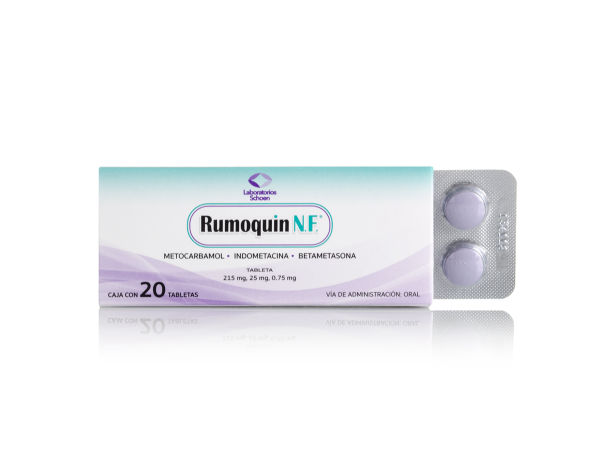 Laboratorios
Schoen
Rumoquin N.F.®
METOCARBAMOL • INDOMETACINA • BETAMETASONA
TABLETA
215 mg, 25 mg, 0.75 mg
CAJA CON 20 TABLETAS
VÍA DE ADMINISTRACIÓN: ORAL